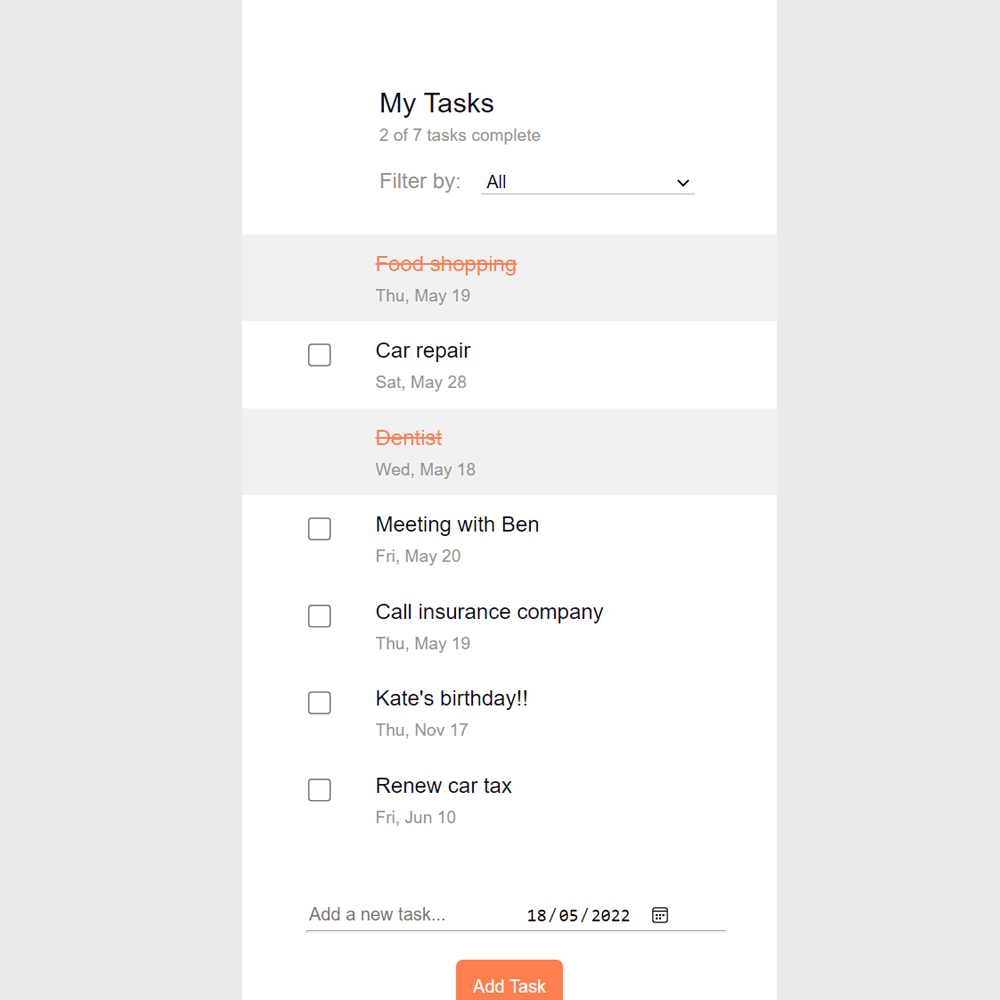 My Tasks
2 of 7 tasks complete
Filter by: All
Food shopping
Thu, May 19
Car repair
Sat, May 28
Dentist
Wed, May 18
Meeting with Ben
Fri, May 20
Call insurance company
Thu, May 19
Kate's birthday!!
Thu, Nov 17
Renew car tax
Fri, Jun 10
Add a new task... 18/05/2022
Add Task